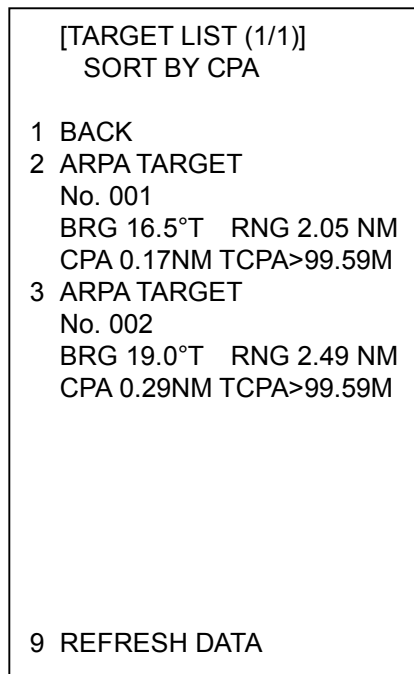 [TARGET LIST (1/1)]
SORT BY CPA
1 BACK
2 ARPA TARGET
No. 001
BRG 16.5°T RNG 2.05 NM
CPA 0.17NM TCPA>99.59M
3 ARPA TARGET
No. 002
BRG 19.0°T RNG 2.49 NM
CPA 0.29NM TCPA>99.59M
9 REFRESH DATA